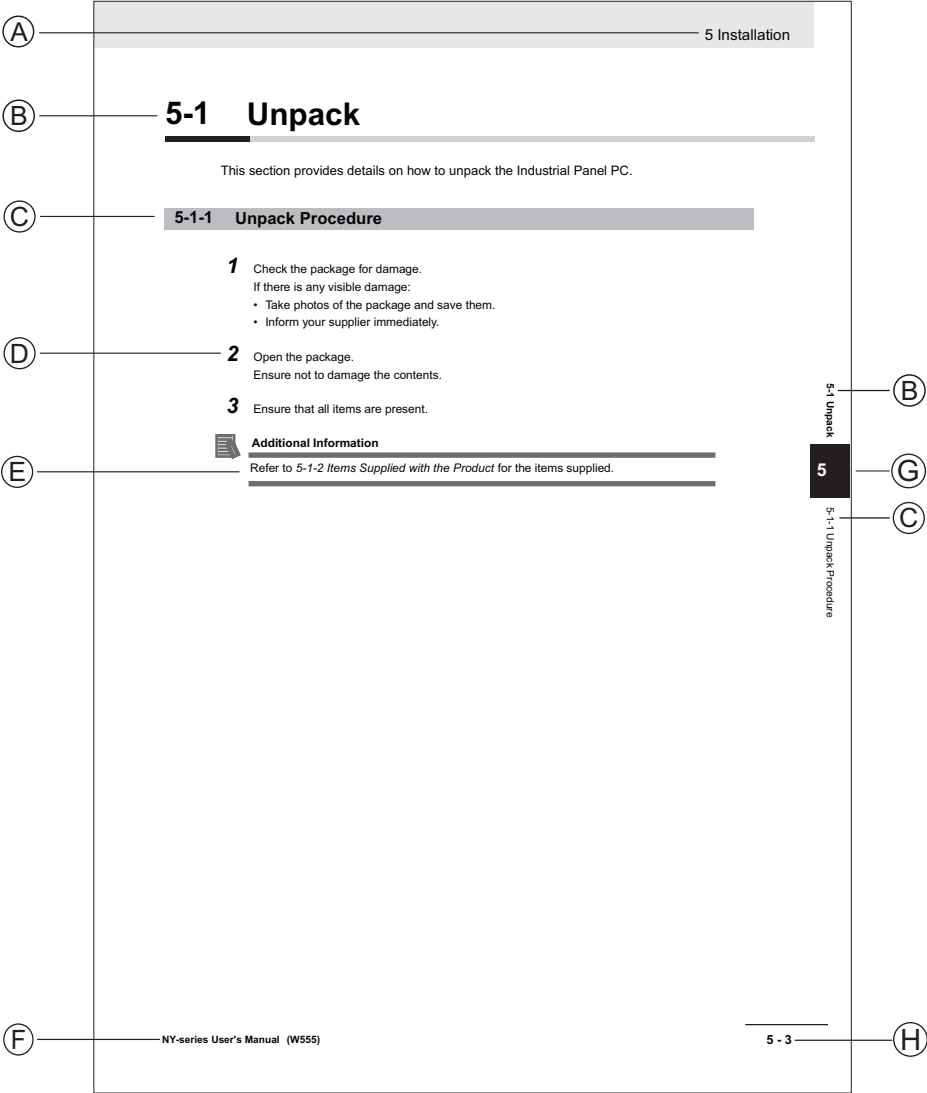 A
5 Installation
B
5-1 Unpack
This section provides details on how to unpack the Industrial Panel PC.
C
5-1-1 Unpack Procedure
1 Check the package for damage.
If there is any visible damage:
• Take photos of the package and save them.
• Inform your supplier immediately.
D
2 Open the package.
Ensure not to damage the contents.
3 Ensure that all items are present.
Additional Information
E
Refer to 5-1-2 Items Supplied with the Product for the items supplied.
5-1 Unpack
B
5
G
5-1-1 Unpack Procedure
C
F
NY-series User's Manual (W555)
5 - 3
H